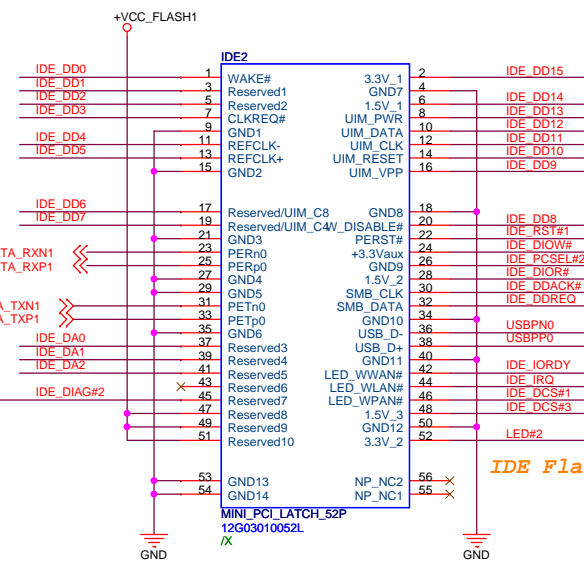 +VCC_FLASH1
IDE2
IDE_DD0 1 WAKE# 3.3V_1 2 IDE_DD15
IDE_DD1 3 Reserved1 GND7 4
IDE_DD2 5 Reserved2 1.5V_1 6 IDE_DD14
IDE_DD3 7 CLKREQ# UIM_PWR 8 IDE_DD13
9 GND1 UIM_DATA 10 IDE_DD12
IDE_DD4 11 REFCLK- UIM_CLK 12 IDE_DD11
IDE_DD5 13 REFCLK+ UIM_RESET 14 IDE_DD10
15 GND2 UIM_VPP 16 IDE_DD9
IDE_DD6 17 Reserved/UIM_C8 GND8 18
IDE_DD7 19 Reserved/UIM_C4 W_DISABLE# 20 IDE_DD8
21 GND3 PERST# 22 IDE_RST#1
TA_RXN1 23 PERn0 +3.3Vaux 24 IDE_DIOW#
TA_RXP1 25 PERp0 GND9 26 IDE_PCSEL#2
27 GND4 1.5V_2 28 IDE_DIOR#
29 GND5 SMB_CLK 30 IDE_DDACK#
A_TXN1 31 PETn0 SMB_DATA 32 IDE_DDREQ
A_TXP1 33 PETp0 GND10 34
35 GND6 USB_D- 36 USBPN0
IDE_DA0 37 Reserved3 USB_D+ 38 USBPP0
IDE_DA1 39 Reserved4 GND11 40
IDE_DA2 41 Reserved5 LED_WWAN# 42 IDE_IORDY
43 Reserved6 LED_WLAN# 44 IDE_IRQ
IDE_DIAG#2 45 Reserved7 LED_WPAN# 46 IDE_DCS#1
47 Reserved8 1.5V_3 48 IDE_DCS#3
49 Reserved9 GND12 50
51 Reserved10 3.3V_2 52 LED#2
IDE Fla
53 GND13 NP_NC2 56
54 GND14 NP_NC1 55
MINI_PCI_LATCH_52P
12G03010052L
/X
GND GND